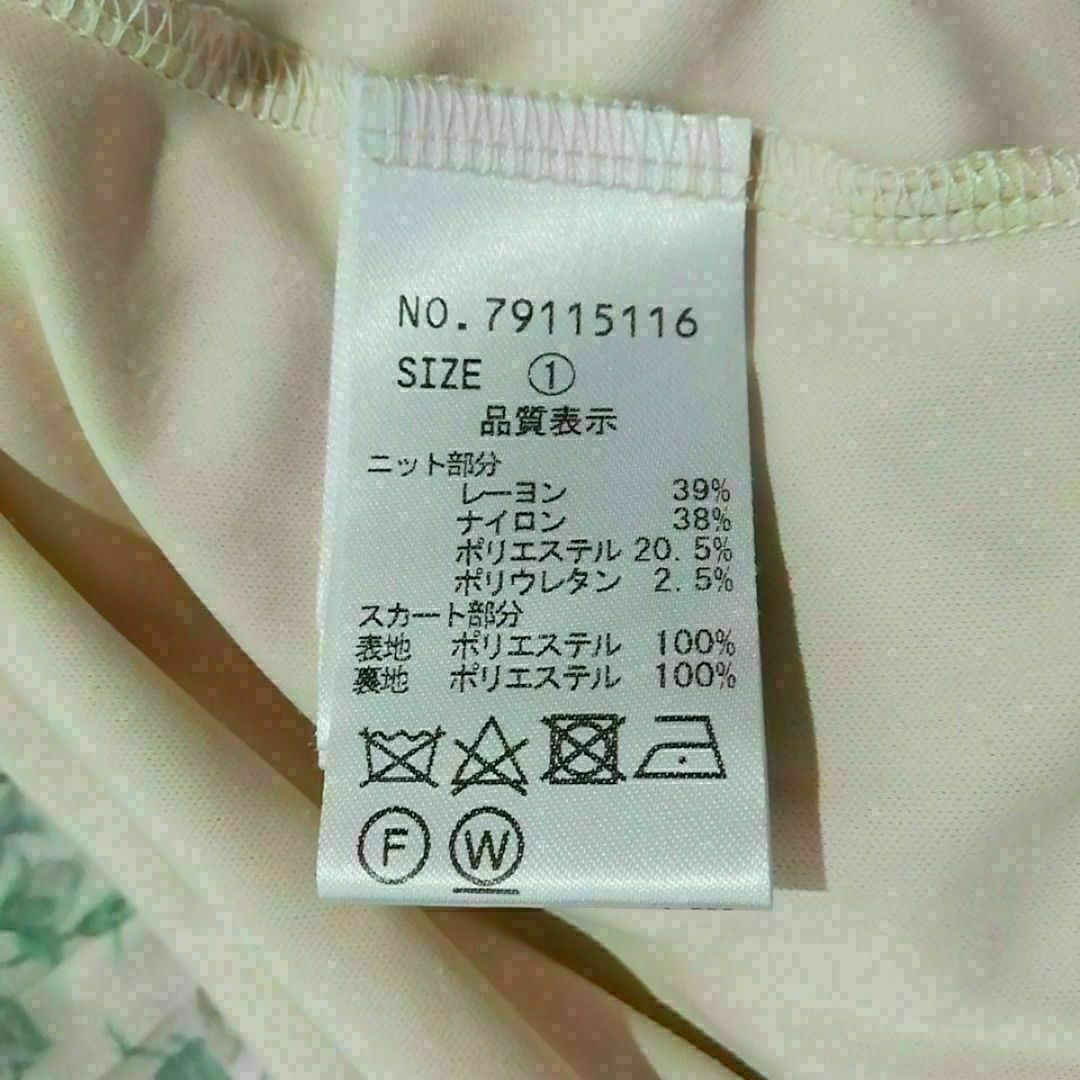 NO.79115116
SIZE ①
品質表示
ニット部分
レーヨン 39%
ナイロン 38%
ポリエステル 20.5%
ポリウレタン 2.5%
スカート部分
表地 ポリエステル 100%
裏地 ポリエステル 100%
Ⓕ Ⓦ